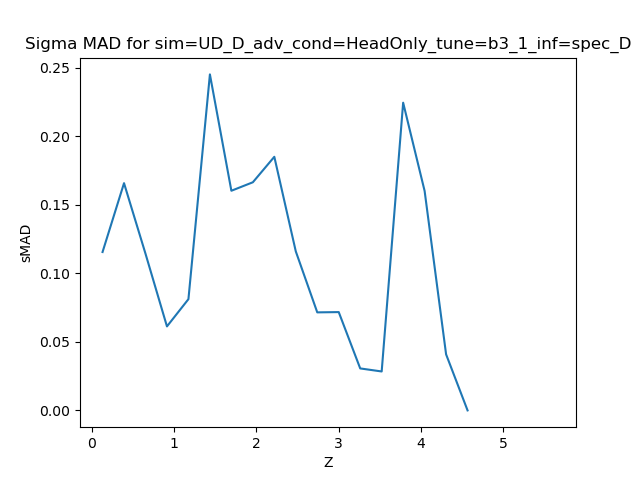 Sigma MAD for sim=UD_D_adv_cond=HeadOnly_tune=b3_1_inf=spec_D
0.25
0.20
0.15
0.10
0.05
0.00
sMAD
0 1 2 3 4 5
Z